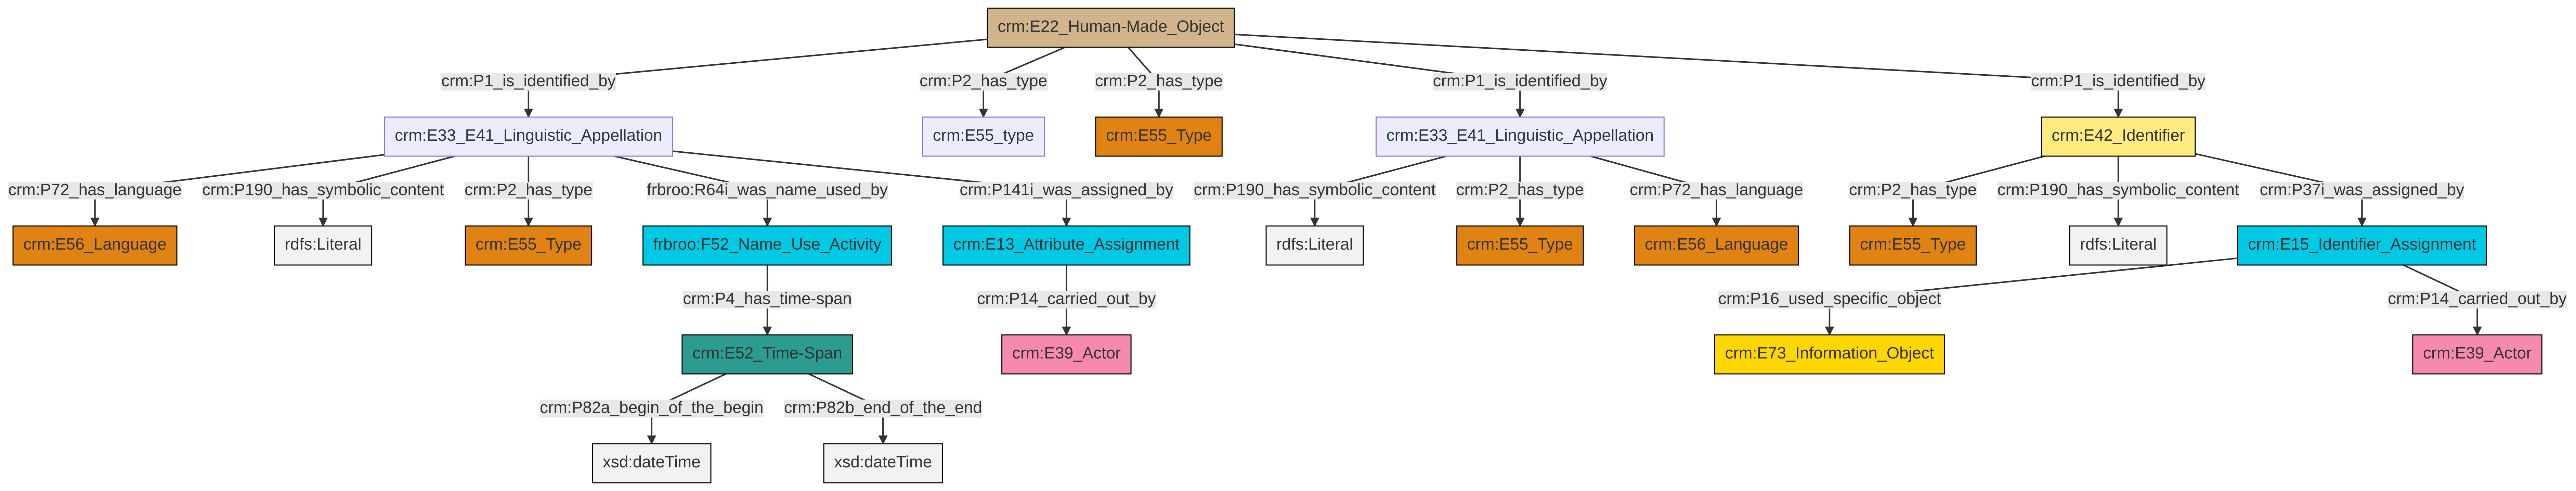 crm:E22_Human-Made_Object
crm:P1_is_identified_by
crm:P2_has_type
crm:P2_has_type
crm:P1_is_identified_by
crm:P1_is_identified_by
crm:E33_E41_Linguistic_Appellation
crm:E55_type
crm:E55_Type
crm:E33_E41_Linguistic_Appellation
crm:E42_Identifier
crm:P72_has_language
crm:P190_has_symbolic_content
crm:P2_has_type
frbroo:R64i_was_name_used_by
crm:P141i_was_assigned_by
crm:P190_has_symbolic_content
crm:P2_has_type
crm:P72_has_language
crm:P2_has_type
crm:P190_has_symbolic_content
crm:P37i_was_assigned_by
crm:E56_Language
rdfs:Literal
crm:E55_Type
frbroo:F52_Name_Use_Activity
crm:E13_Attribute_Assignment
rdfs:Literal
crm:E55_Type
crm:E56_Language
crm:E55_Type
rdfs:Literal
crm:E15_Identifier_Assignment
crm:P4_has_time-span
crm:P14_carried_out_by
crm:P16_used_specific_object
crm:P14_carried_out_by
crm:E52_Time-Span
crm:E39_Actor
crm:E73_Information_Object
crm:E39_Actor
crm:P82a_begin_of_the_begin
crm:P82b_end_of_the_end
xsd:dateTime
xsd:dateTime